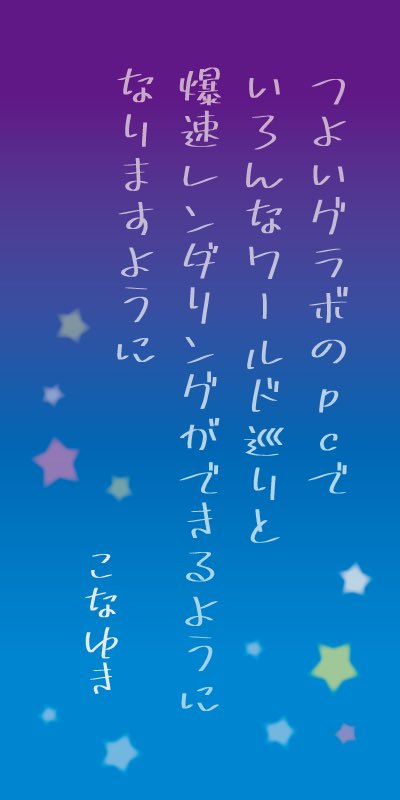 つよいグラボのpcで
いろんなワールド巡りと
爆速レンダリングができるように
なりますように
こなゆき